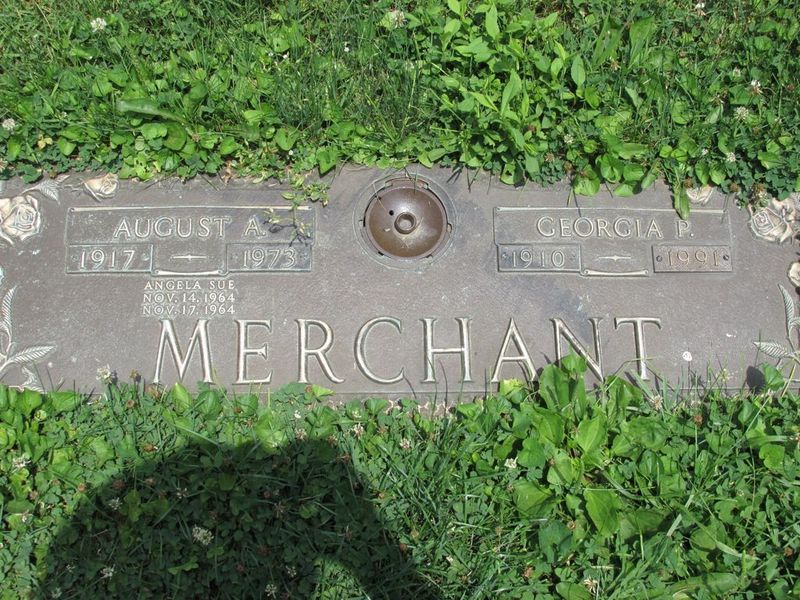 AUGUST A.
1917 1973
ANGELA SUE
NOV. 14. 1964
NOV. 17. 1964
GEORGIA P.
1910 1991
MERCHANT